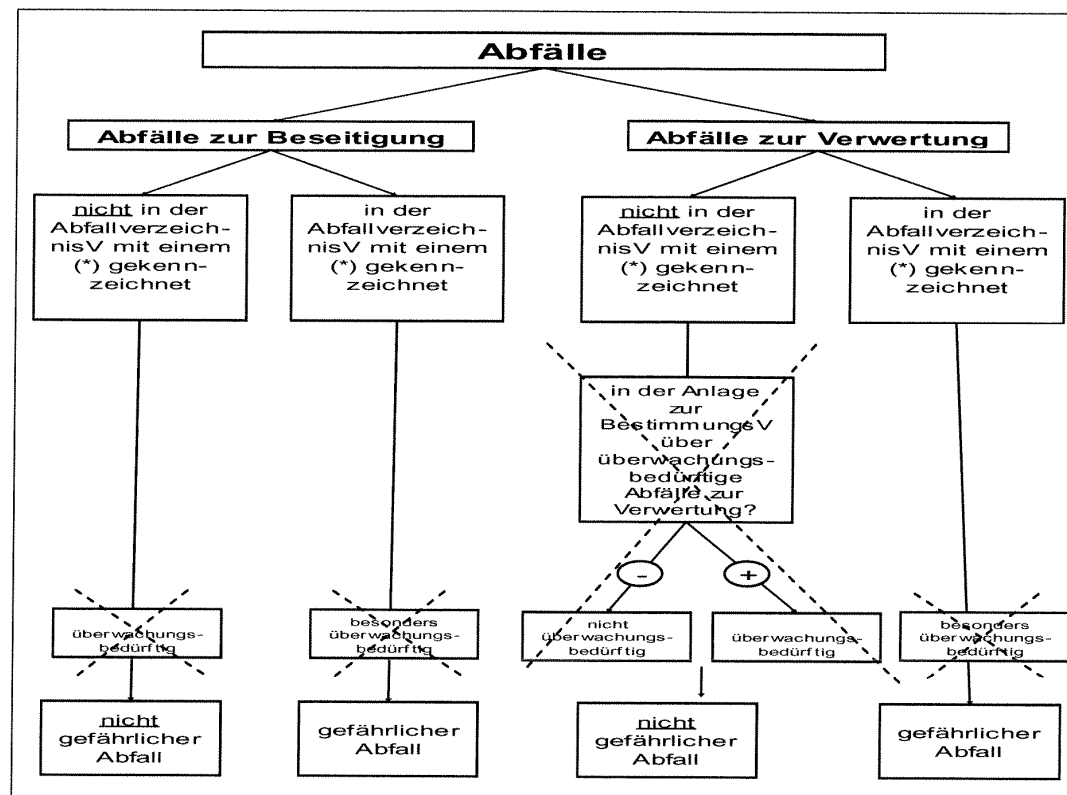 Abfälle
Abfälle zur Beseitigung
Abfälle zur Verwertung
nicht in der
AbfallverzeichnisV mit einem
(*) gekenn-
zeichnet
in der
Abfallverzeich-
nisV mit einem
(*) gekenn-
zeichnet
nicht in der
Abfallverzeich-
nisV mit einem
(*) gekenn-
zeichnet
in der
Abfallverzeich-
nisV mit einem
(*) gekenn-
zeichnet
in der Anlage
zur
BestimmungsV
über
überwachungs-
bedürftige
Abfälle zur
Verwertung?
-
+
überwachungs-
bedürftig
besonders
überwachungs-
bedürftig
nicht
überwachungs-
bedürftig
überwachungs-
bedürftig
besonders
überwachungs-
bedürftig
nicht
gefährlicher
Abfall
gefährlicher
Abfall
nicht
gefährlicher
Abfall
gefährlicher
Abfall